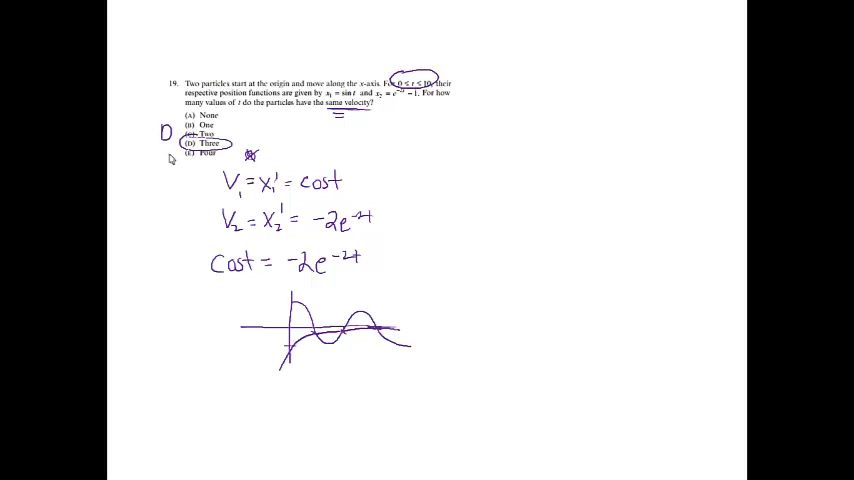 19. Two particles start at the origin and move along the x-axis. For 0 ≤ t ≤ 10, their
respective position functions are given by x₁ = sin t and x₂ = e⁻²ᵗ − 1. For how
many values of t do the particles have the same velocity?
(A) None
(B) One
(C) Two
D (D) Three
(E) Four
V₁ = x₁' = cost
V₂ = x₂' = -2e⁻²ᵗ
cost = -2e⁻²ᵗ